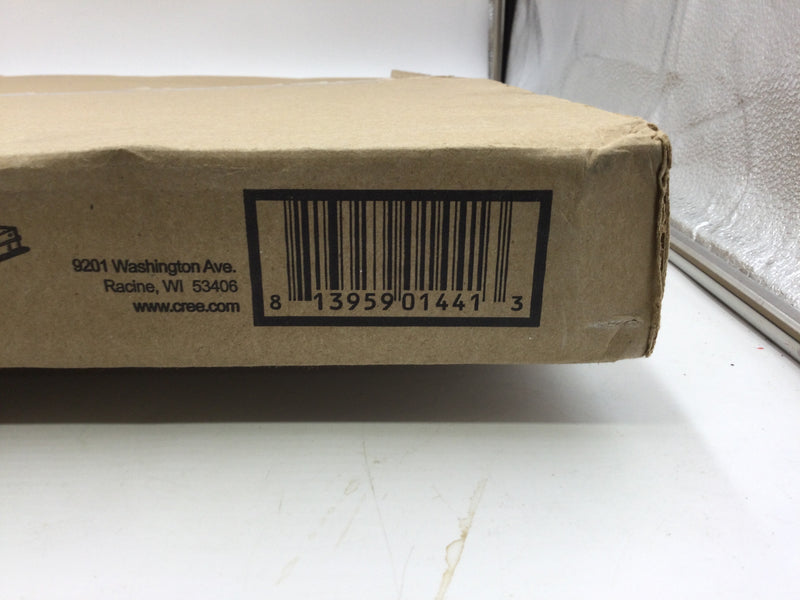 9201 Washington Ave.
Racine, WI 53406
www.cree.com
8 13959 01441 3